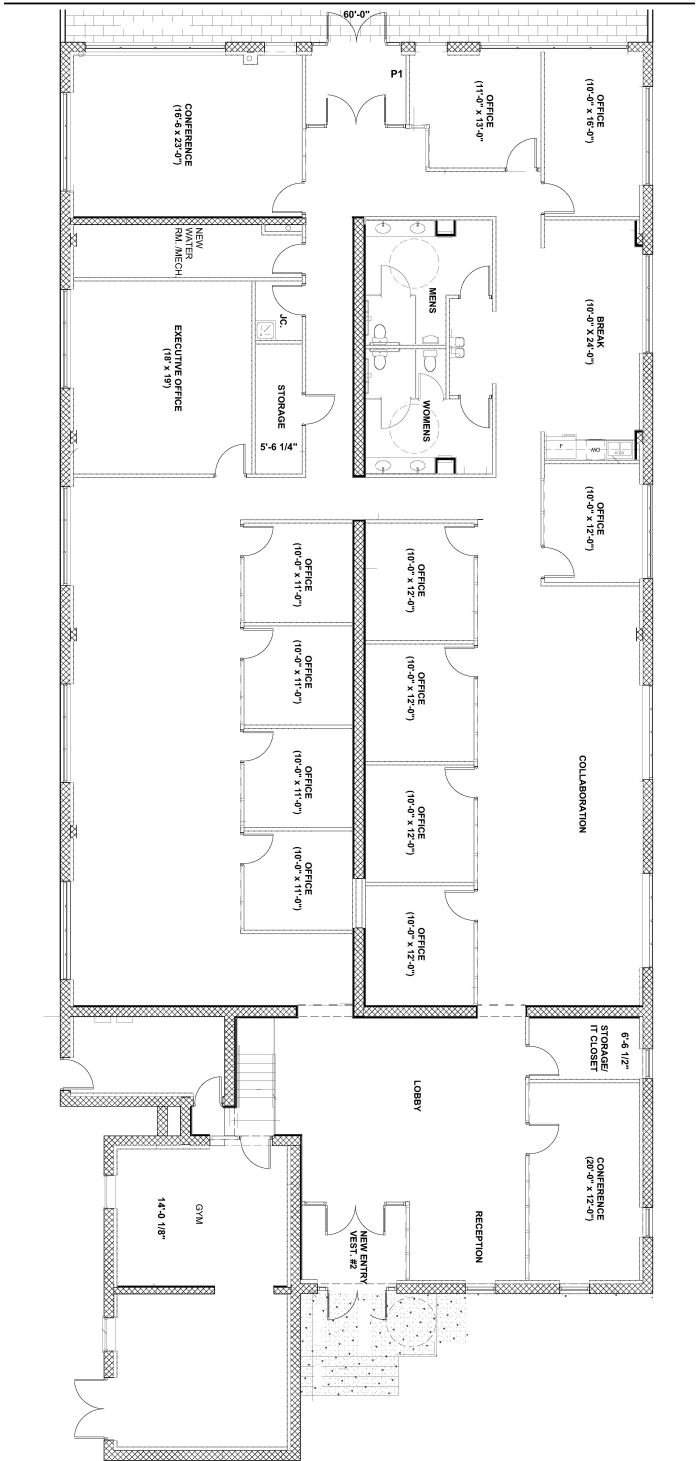 60'-0"
P1
OFFICE
(11'-0" x 13'-0"
OFFICE
(10'-0" x 16'-0")
CONFERENCE
(16'-6 x 23'-0")
NEW
WATER
RM. /MECH.
JC.
MENS
BREAK
(10'-0" X 24'-0")
EXECUTIVE OFFICE
(18' x 19')
STORAGE
5'-6 1/4"
WOMENS
F
DW
OFFICE
(10'-0" x 12'-0")
OFFICE
(10'-0" x 11'-0")
OFFICE
(10'-0" x 12'-0")
OFFICE
(10'-0" x 11'-0")
OFFICE
(10'-0" x 12'-0")
OFFICE
(10'-0" x 11'-0")
OFFICE
(10'-0" x 12'-0")
OFFICE
(10'-0" x 11'-0")
OFFICE
(10'-0" x 12'-0")
COLLABORATION
6'-6 1/2"
STORAGE/
IT CLOSET
LOBBY
CONFERENCE
(20'-0" x 12'-0")
RECEPTION
NEW ENTRY
VEST. #2
GYM
14'-0 1/8"